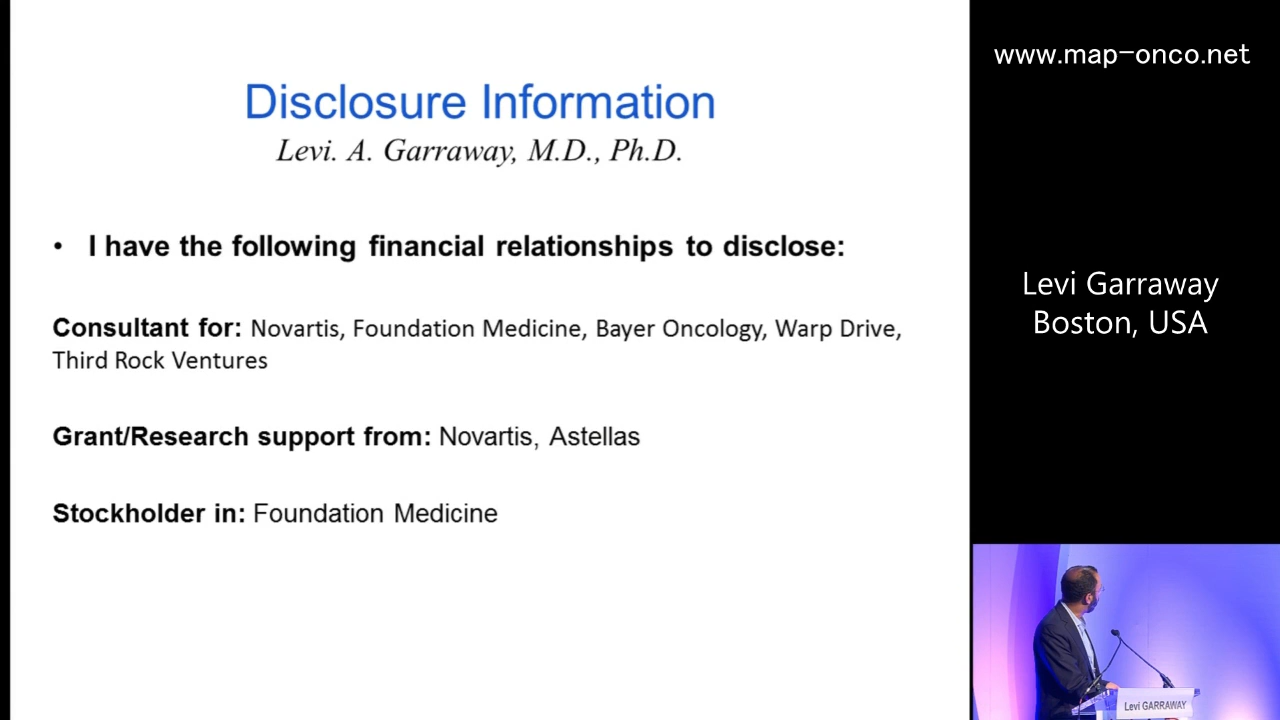 Disclosure Information
Levi. A. Garraway, M.D., Ph.D.
• I have the following financial relationships to disclose:
Consultant for: Novartis, Foundation Medicine, Bayer Oncology, Warp Drive,
Third Rock Ventures
Grant/Research support from: Novartis, Astellas
Stockholder in: Foundation Medicine
www.map-onco.net
Levi Garraway
Boston, USA
Levi GARRAWAY